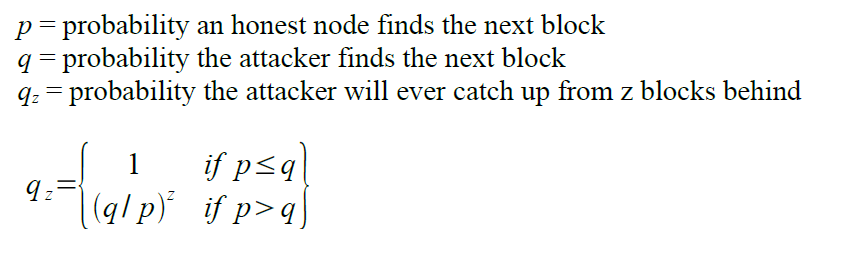 p = probability an honest node finds the next block
q = probability the attacker finds the next block
qz = probability the attacker will ever catch up from z blocks behind
qz={ 1 if p≤q
(q/p)^z if p>q }